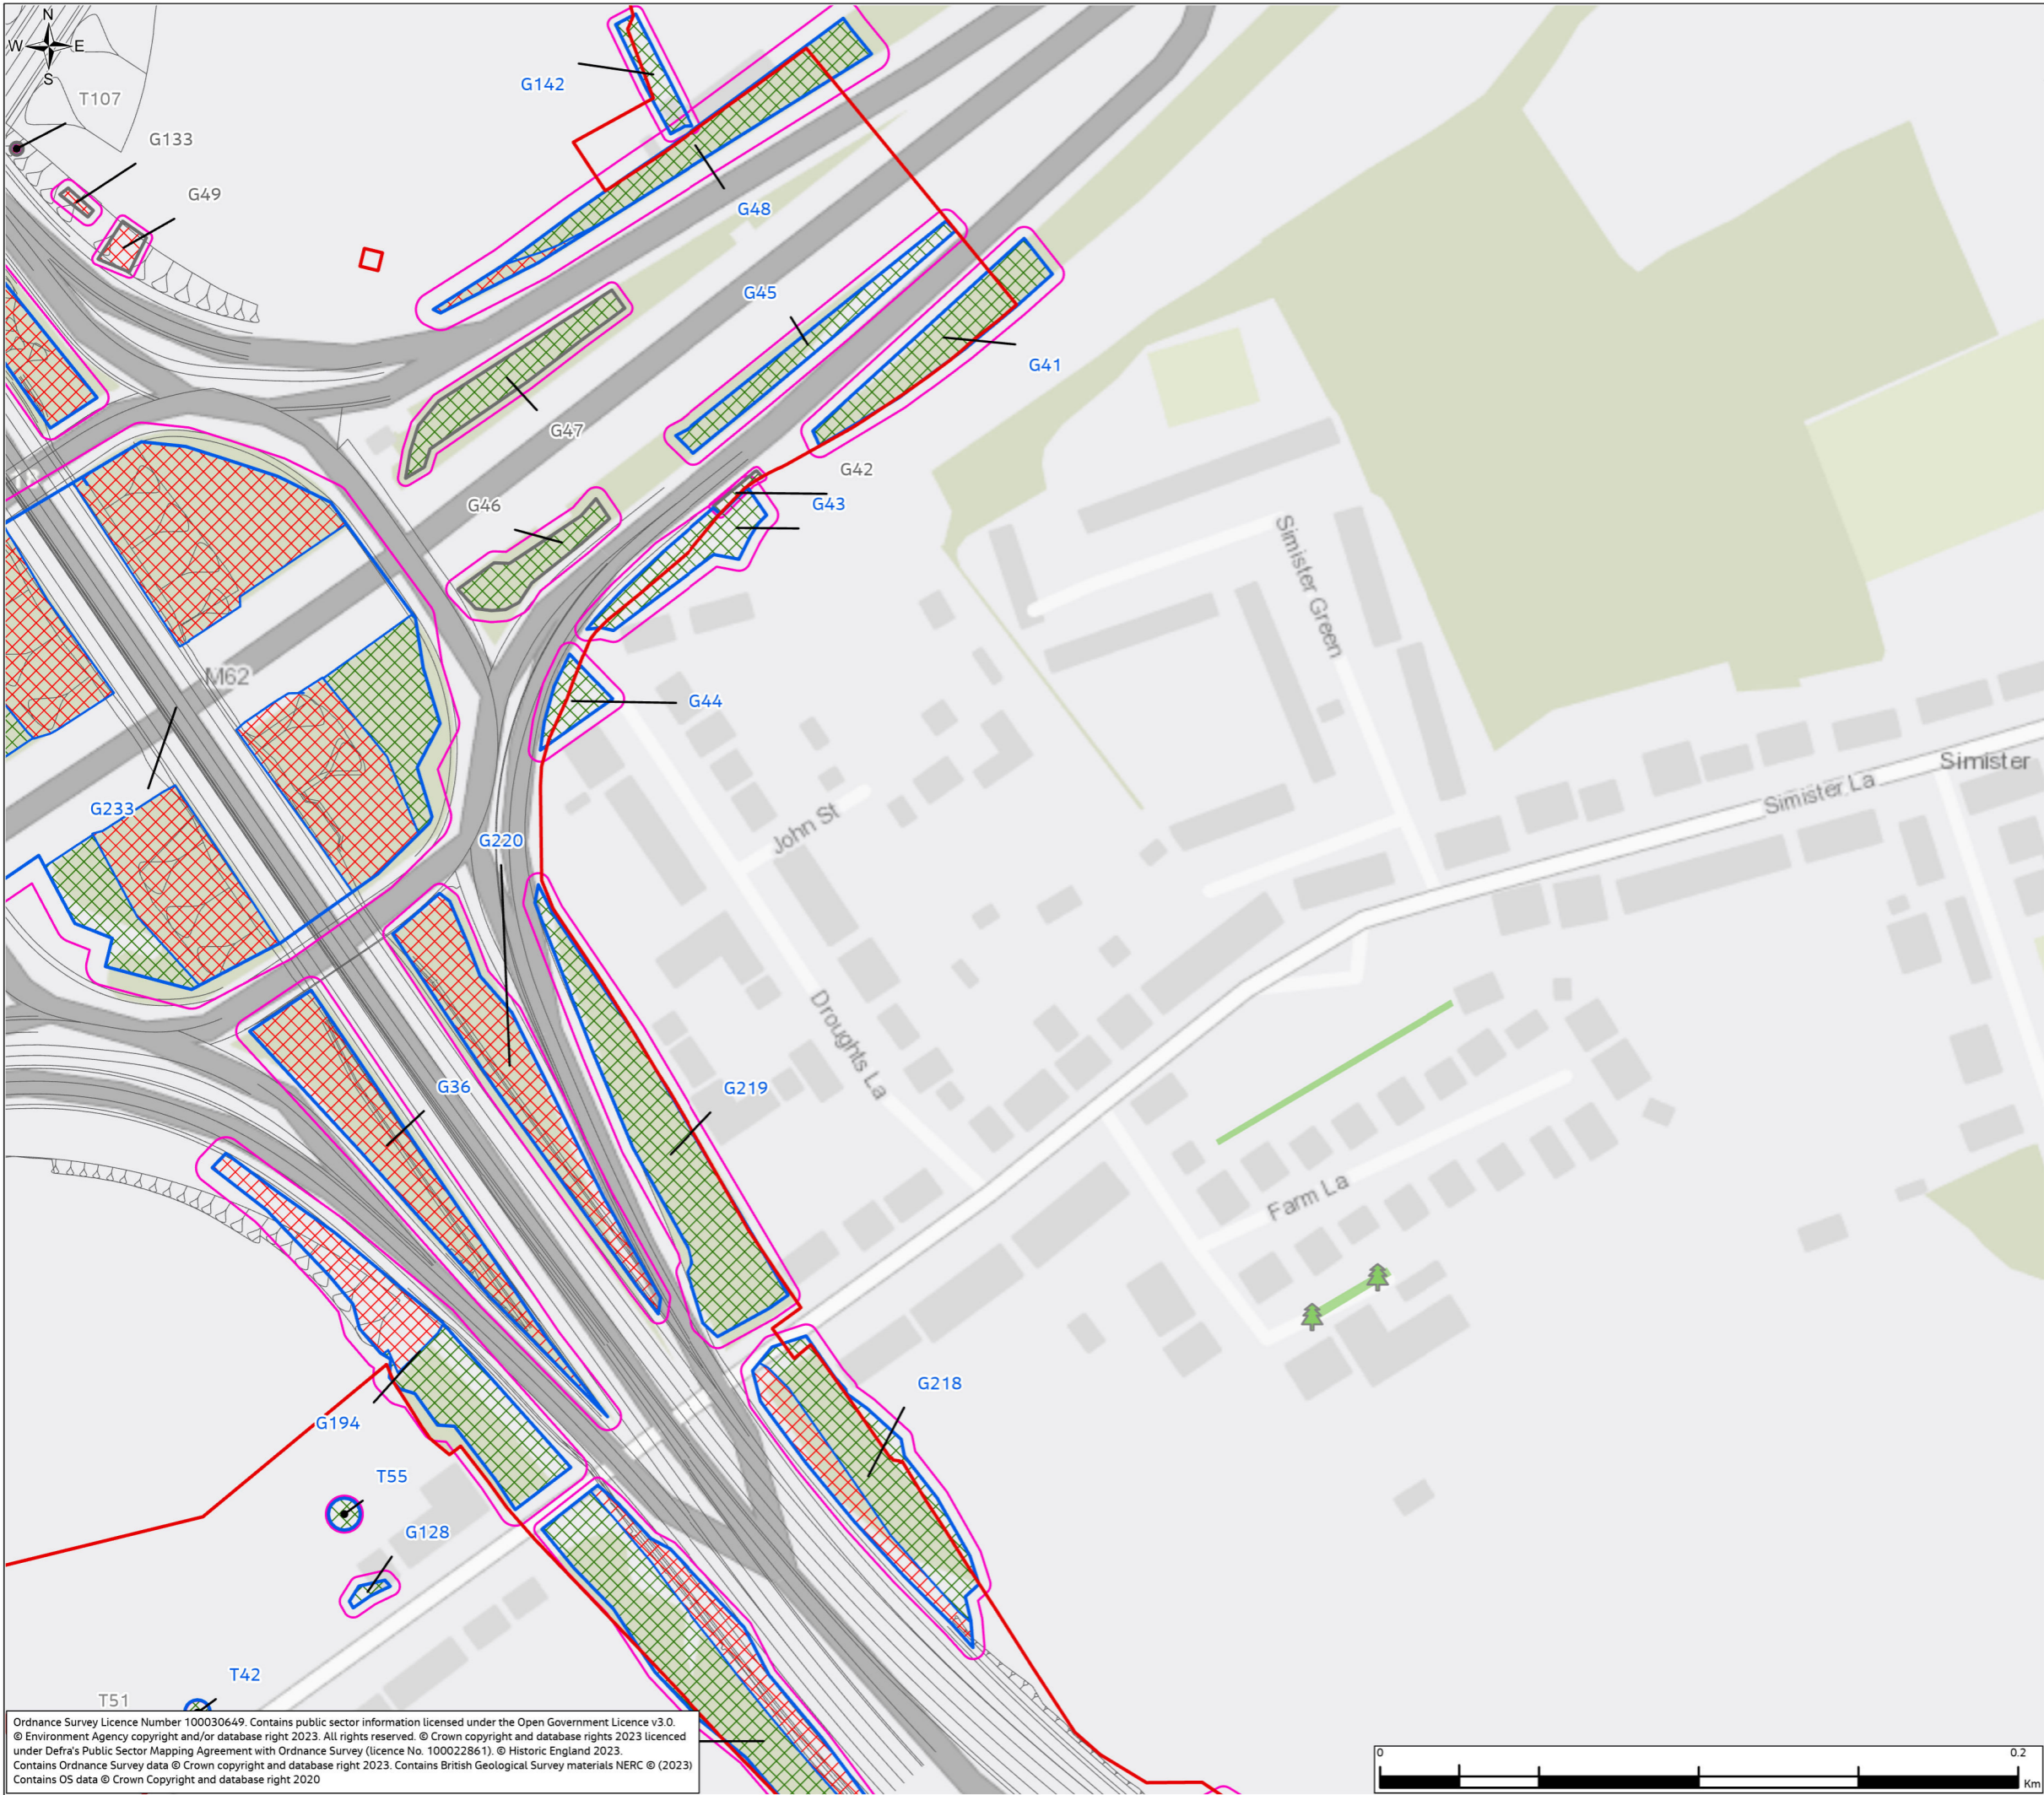 N
W E
S
T107
G133
G49
G142
G48
G45
G41
G47
G42
G46
G43
G44
M62
G233
G220
G36
G219
G194
T55
G128
G218
T42
T51
Simister Green
Simister
Simister La
John St
Droughts La
Farm La
Ordnance Survey Licence Number 100030649. Contains public sector information licensed under the Open Government Licence v3.0.
© Environment Agency copyright and/or database right 2023. All rights reserved. © Crown copyright and database rights 2023 licenced
under Defra's Public Sector Mapping Agreement with Ordnance Survey (licence No. 100022861). © Historic England 2023.
Contains Ordnance Survey data © Crown copyright and database right 2023. Contains British Geological Survey materials NERC © (2023)
Contains OS data © Crown Copyright and database right 2020
0 0.2
Km